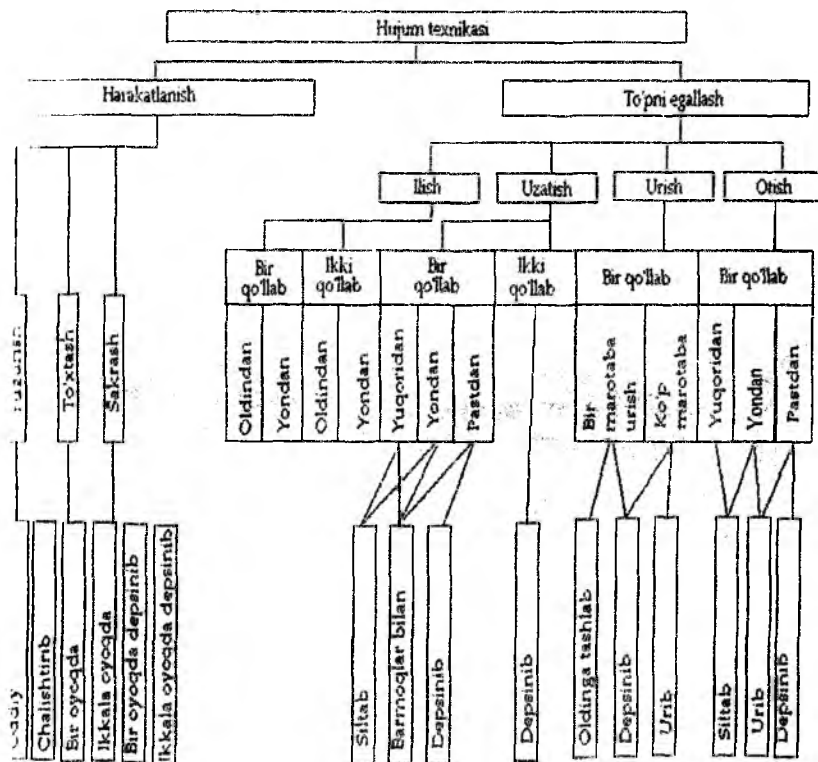 Hujum texnikasi
Harakatlanish
To'pni egallash
Ilish
Uzatish
Urish
Otish
Bir
qo'llab
Ikki
qo'llab
Bir
qo'llab
Ikki
qo'llab
Bir qo'llab
Bir qo'llab
To'xtash
Sakrash
Oldindan
Yondan
Oldindan
Yondan
Yuqoridan
Yondan
Pastdan
Bir
marotaba
urish
Ko'p
marotaba
Yuqoridan
Yondan
Pastdan
Chalishtirib
Bir oyoqda
Ikkala oyoqda
Bir oyoqda depsinib
Ikkala oyoqda depsinib
Siltab
Barmoqlar bilan
Depsinib
Depsinib
Oldinga tashlab
Depsinib
Urib
Siltab
Urib
Depsinib